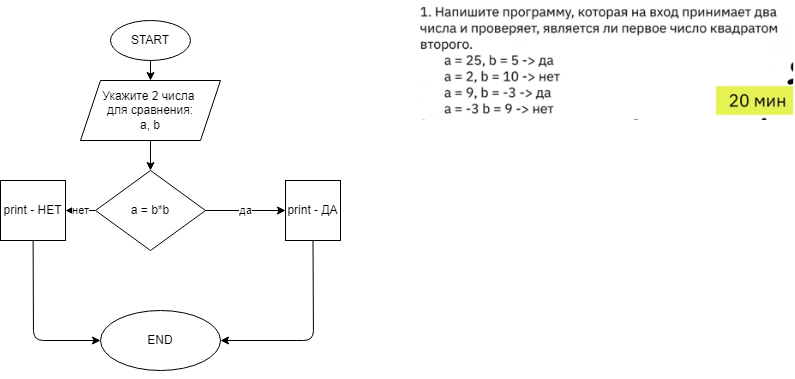 START
Укажите 2 числа
для сравнения:
a, b
a = b*b
нет
да
print - НЕТ
print - ДА
END
1. Напишите программу, которая на вход принимает два
числа и проверяет, является ли первое число квадратом
второго.
a = 25, b = 5 -> да
a = 2, b = 10 -> нет
a = 9, b = -3 -> да
a = -3 b = 9 -> нет
20 мин